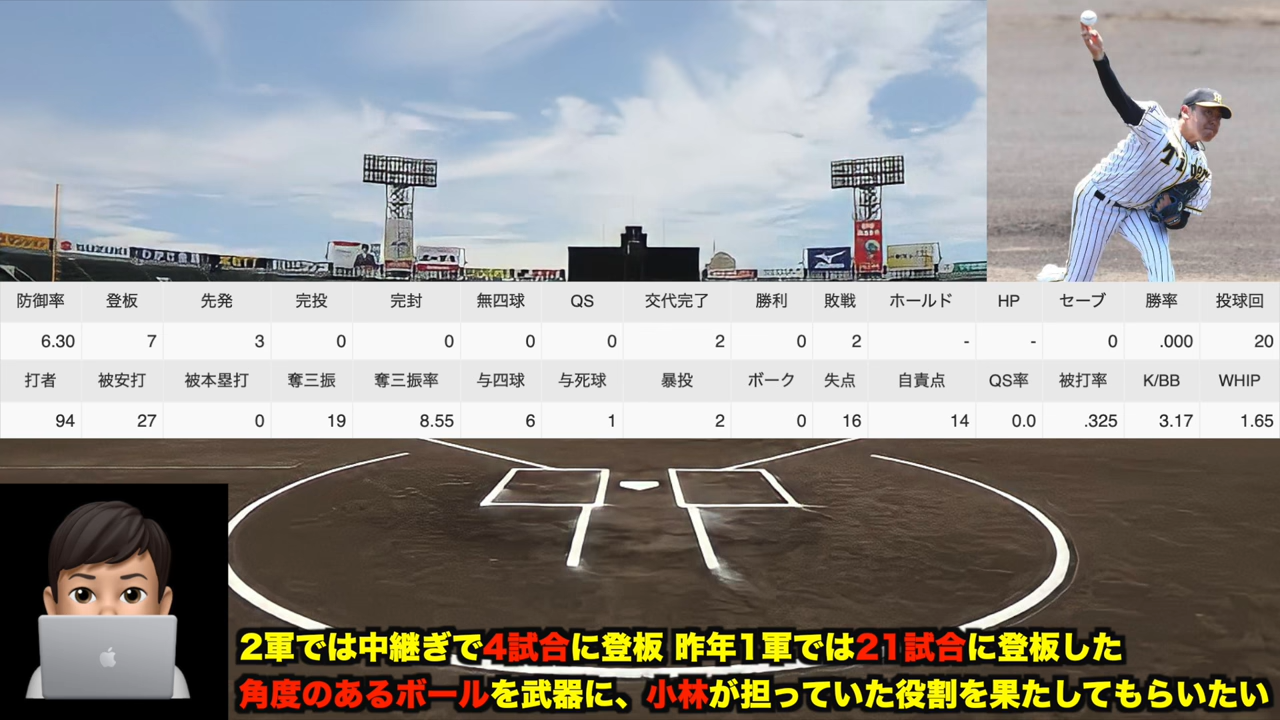 SUZUKI
Tigers
防御率 登板 先発 完投 完封 無四球 QS 交代完了 勝利 敗戦 ホールド HP セーブ 勝率 投球回
6.30 7 3 0 0 0 0 2 0 2 - - 0 .000 20
打者 被安打 被本塁打 奪三振 奪三振率 与四球 与死球 暴投 ボーク 失点 自責点 QS率 被打率 K/BB WHIP
94 27 0 19 8.55 6 1 2 0 16 14 0.0 .325 3.17 1.65
2軍では中継ぎで4試合に登板 昨年1軍では21試合に登板した
角度のあるボールを武器に、小林が担っていた役割を果たしてもらいたい